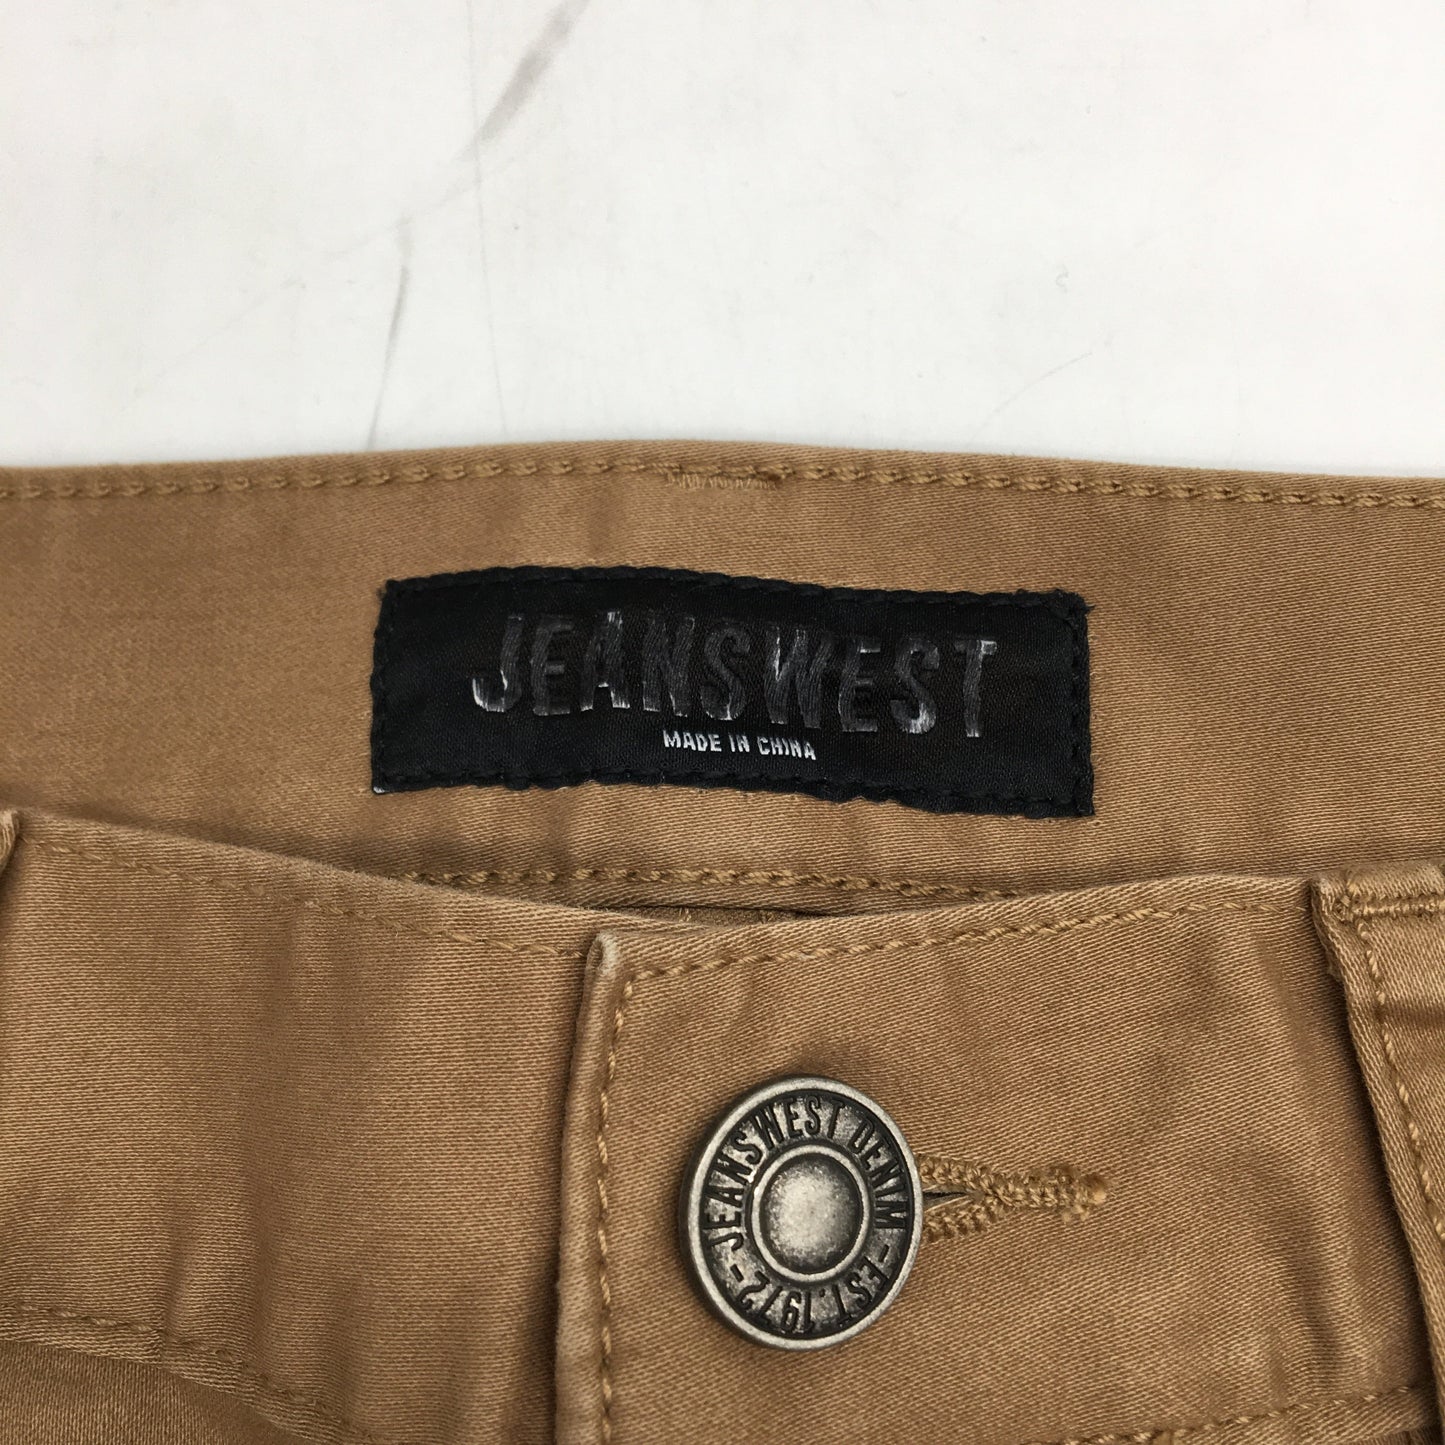 JEANSWEST
MADE IN CHINA
JEANSWEST DENIM
-EST.1972-